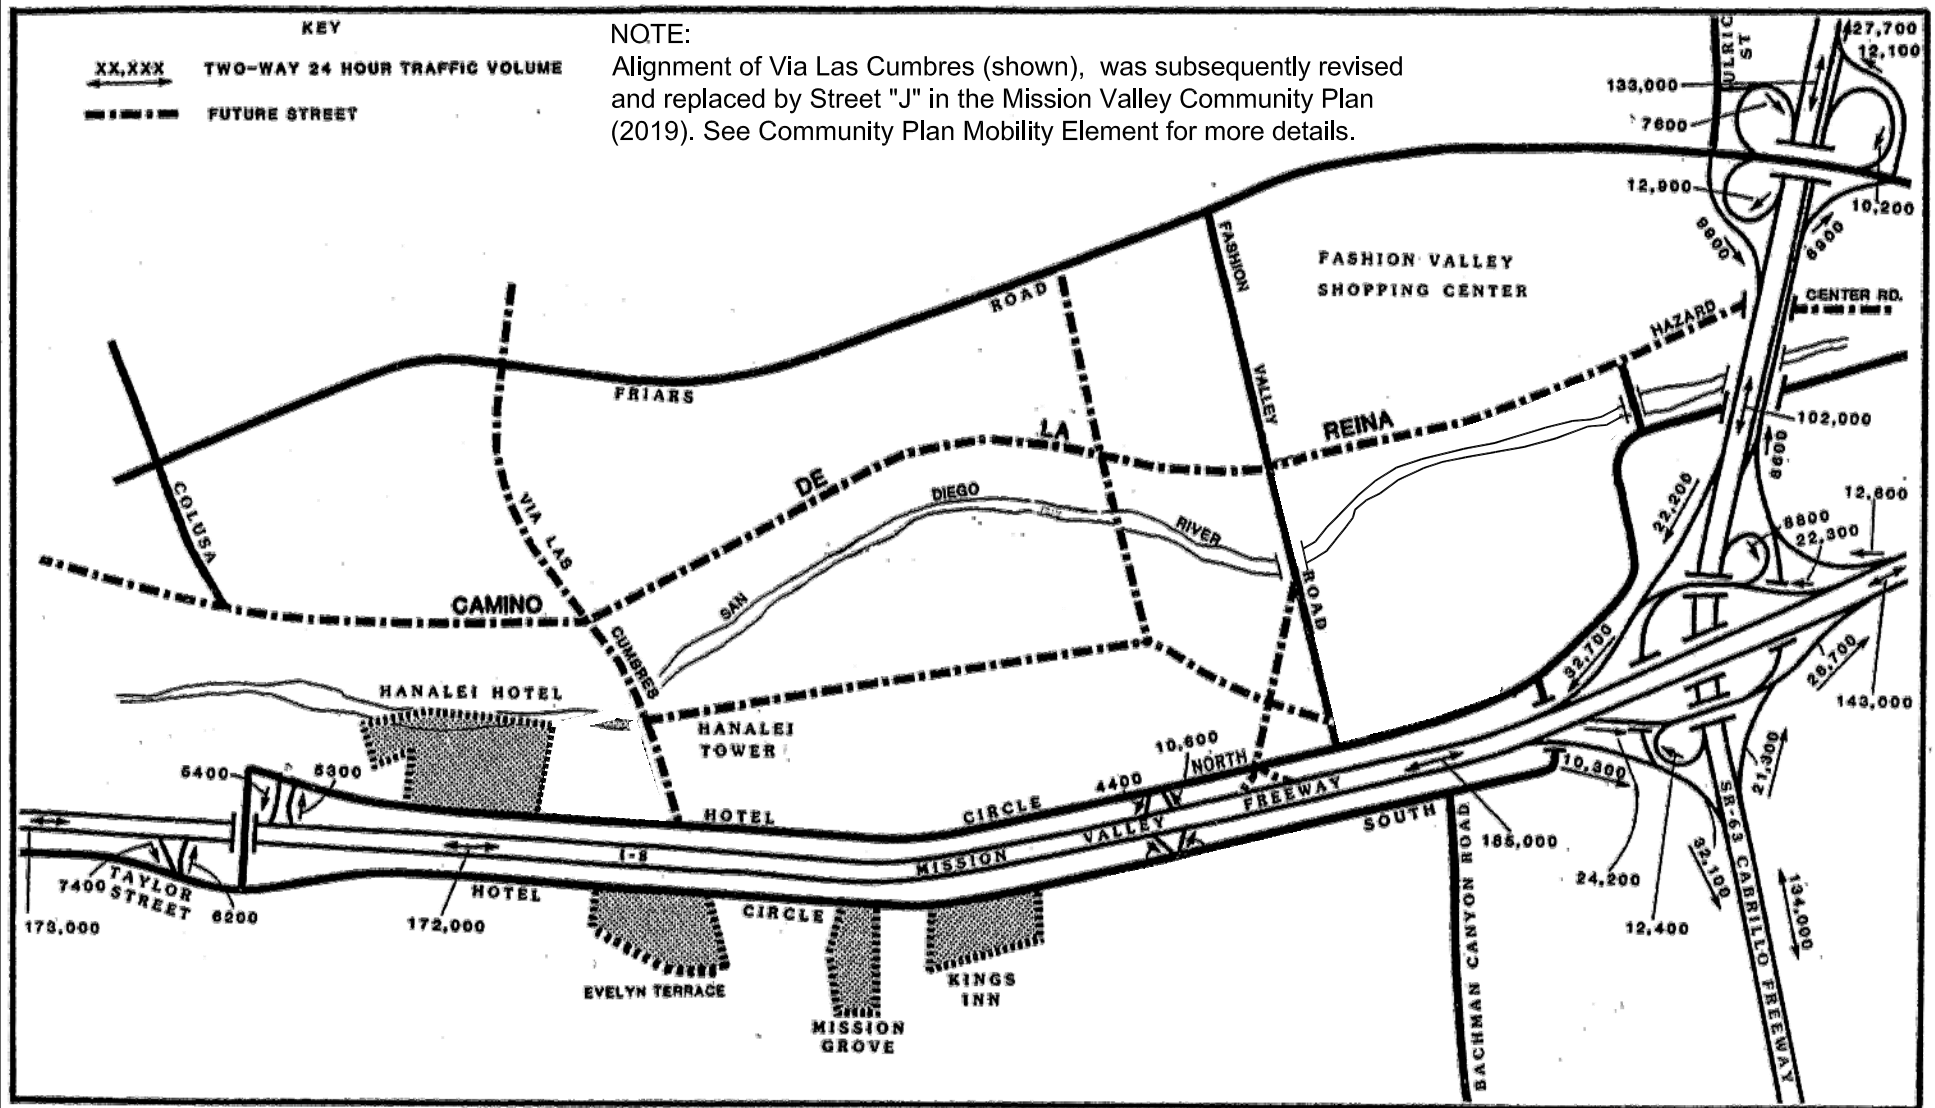 KEY
XX,XXX TWO-WAY 24 HOUR TRAFFIC VOLUME
FUTURE STREET
NOTE:
Alignment of Via Las Cumbres (shown), was subsequently revised
and replaced by Street "J" in the Mission Valley Community Plan
(2019). See Community Plan Mobility Element for more details.
ULRIC
ST
127,700
12,100
133,000
7600
12,900
10,200
9900
6900
FASHION VALLEY
SHOPPING CENTER
FASHION
VALLEY
ROAD
ROAD
FRIARS
HAZARD
CENTER RD.
102,000
8600
COLUSA
VIA LAS
CUMBRES
CAMINO
DE
LA
REINA
SAN
DIEGO
RIVER
22,200
12,600
8800
22,300
32,700
28,700
143,000
HANALEI HOTEL
HANALEI
TOWER
5400
5300
10,600
4400
NORTH
HOTEL
CIRCLE
10,300
21,300
I-8
MISSION
VALLEY
FREEWAY
SOUTH
185,000
24,200
12,400
32,100
134,000
SR-63 CABRILLO FREEWAY
BACHMAN CANYON ROAD
7400
TAYLOR
STREET
6200
173,000
172,000
HOTEL
CIRCLE
EVELYN TERRACE
MISSION
GROVE
KINGS
INN